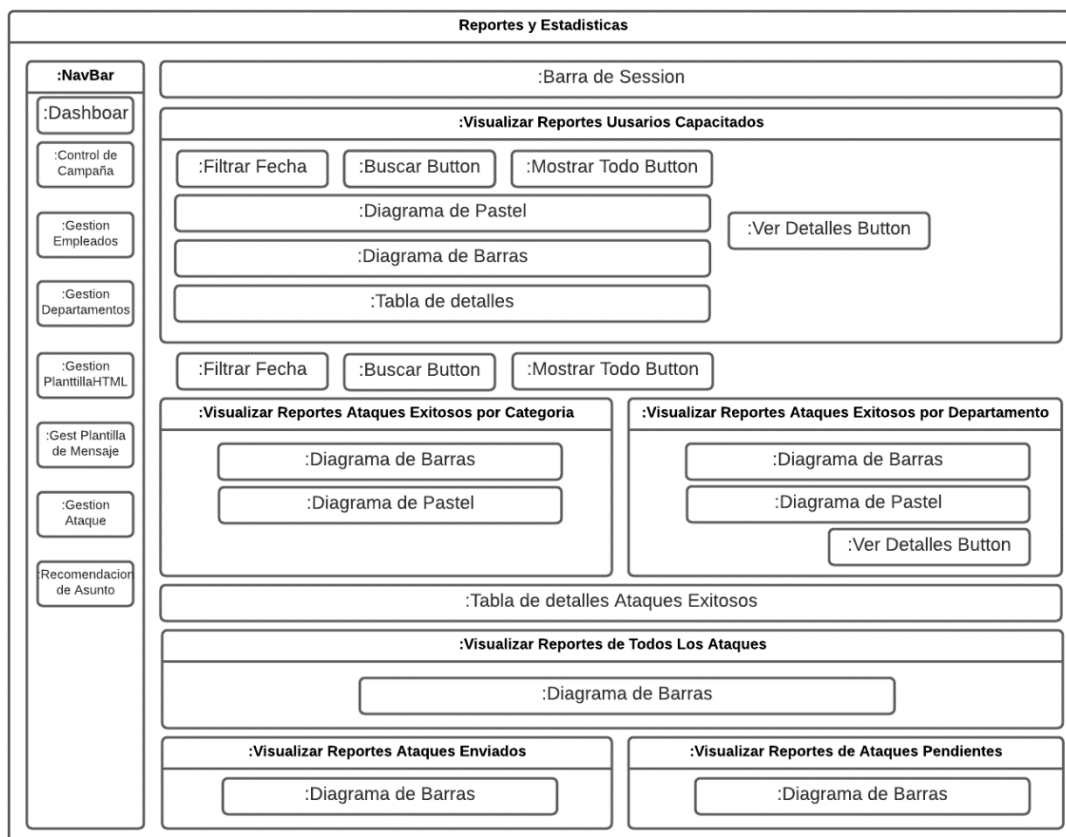 Reportes y Estadisticas
:NavBar
:Dashboar
:Control de
Campaña
:Gestion
Empleados
:Gestion
Departamentos
:Gestion
PlanttillaHTML
:Gest Plantilla
de Mensaje
:Gestion
Ataque
:Recomendacion
de Asunto
:Barra de Session
:Visualizar Reportes Uusarios Capacitados
:Filtrar Fecha
:Buscar Button
:Mostrar Todo Button
:Diagrama de Pastel
:Ver Detalles Button
:Diagrama de Barras
:Tabla de detalles
:Filtrar Fecha
:Buscar Button
:Mostrar Todo Button
:Visualizar Reportes Ataques Exitosos por Categoria
:Diagrama de Barras
:Diagrama de Pastel
:Visualizar Reportes Ataques Exitosos por Departamento
:Diagrama de Barras
:Diagrama de Pastel
:Ver Detalles Button
:Tabla de detalles Ataques Exitosos
:Visualizar Reportes de Todos Los Ataques
:Diagrama de Barras
:Visualizar Reportes Ataques Enviados
:Diagrama de Barras
:Visualizar Reportes de Ataques Pendientes
:Diagrama de Barras